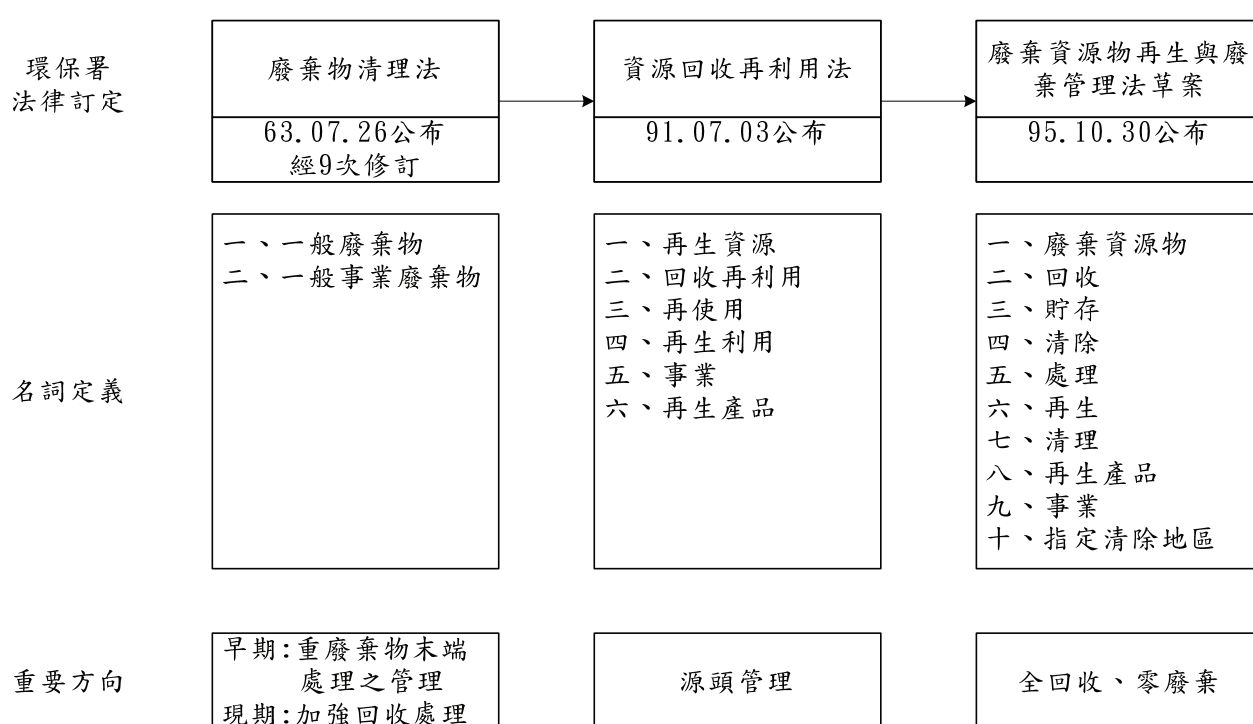 環保署
法律訂定
廢棄物清理法
63.07.26公布
經9次修訂
資源回收再利用法
91.07.03公布
廢棄資源物再生與廢
棄管理法草案
95.10.30公布
名詞定義
一、一般廢棄物
二、一般事業廢棄物
一、再生資源
二、回收再利用
三、再使用
四、再生利用
五、事業
六、再生產品
一、廢棄資源物
二、回收
三、貯存
四、清除
五、處理
六、再生
七、清理
八、再生產品
九、事業
十、指定清除地區
重要方向
早期:重廢棄物末端
處理之管理
現期:加強回收處理
源頭管理
全回收、零廢棄